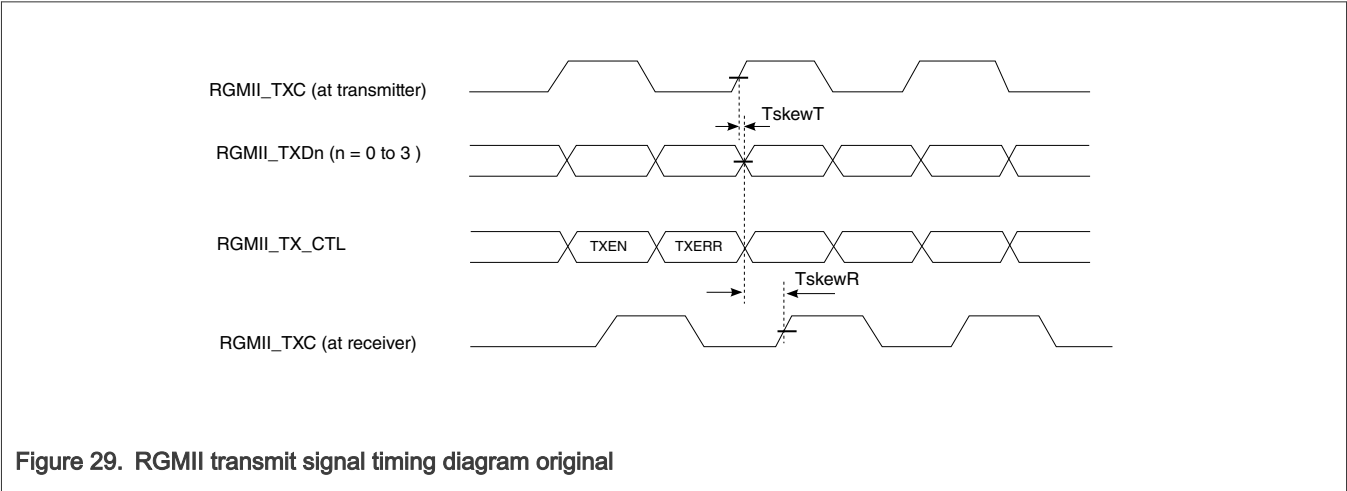 RGMII_TXC (at transmitter)
TskewT
RGMII_TXDn (n = 0 to 3 )
RGMII_TX_CTL
TXEN
TXERR
TskewR
RGMII_TXC (at receiver)
Figure 29. RGMII transmit signal timing diagram original